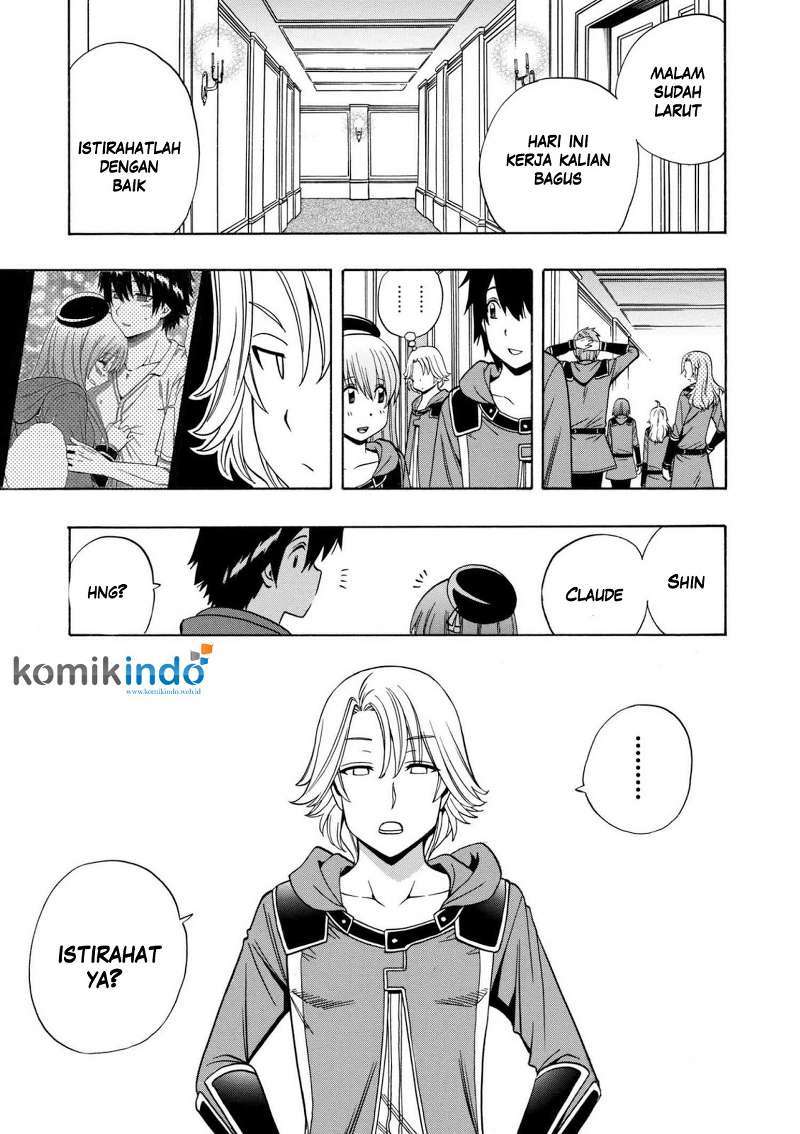 MALAM
SUDAH
LARUT
HARI INI
KERJA KALIAN
BAGUS
ISTIRAHATLAH
DENGAN
BAIK
.......
SHIN
CLAUDE
HNG?
komikindo
www.komikindo.web.id
........
ISTIRAHAT
YA?